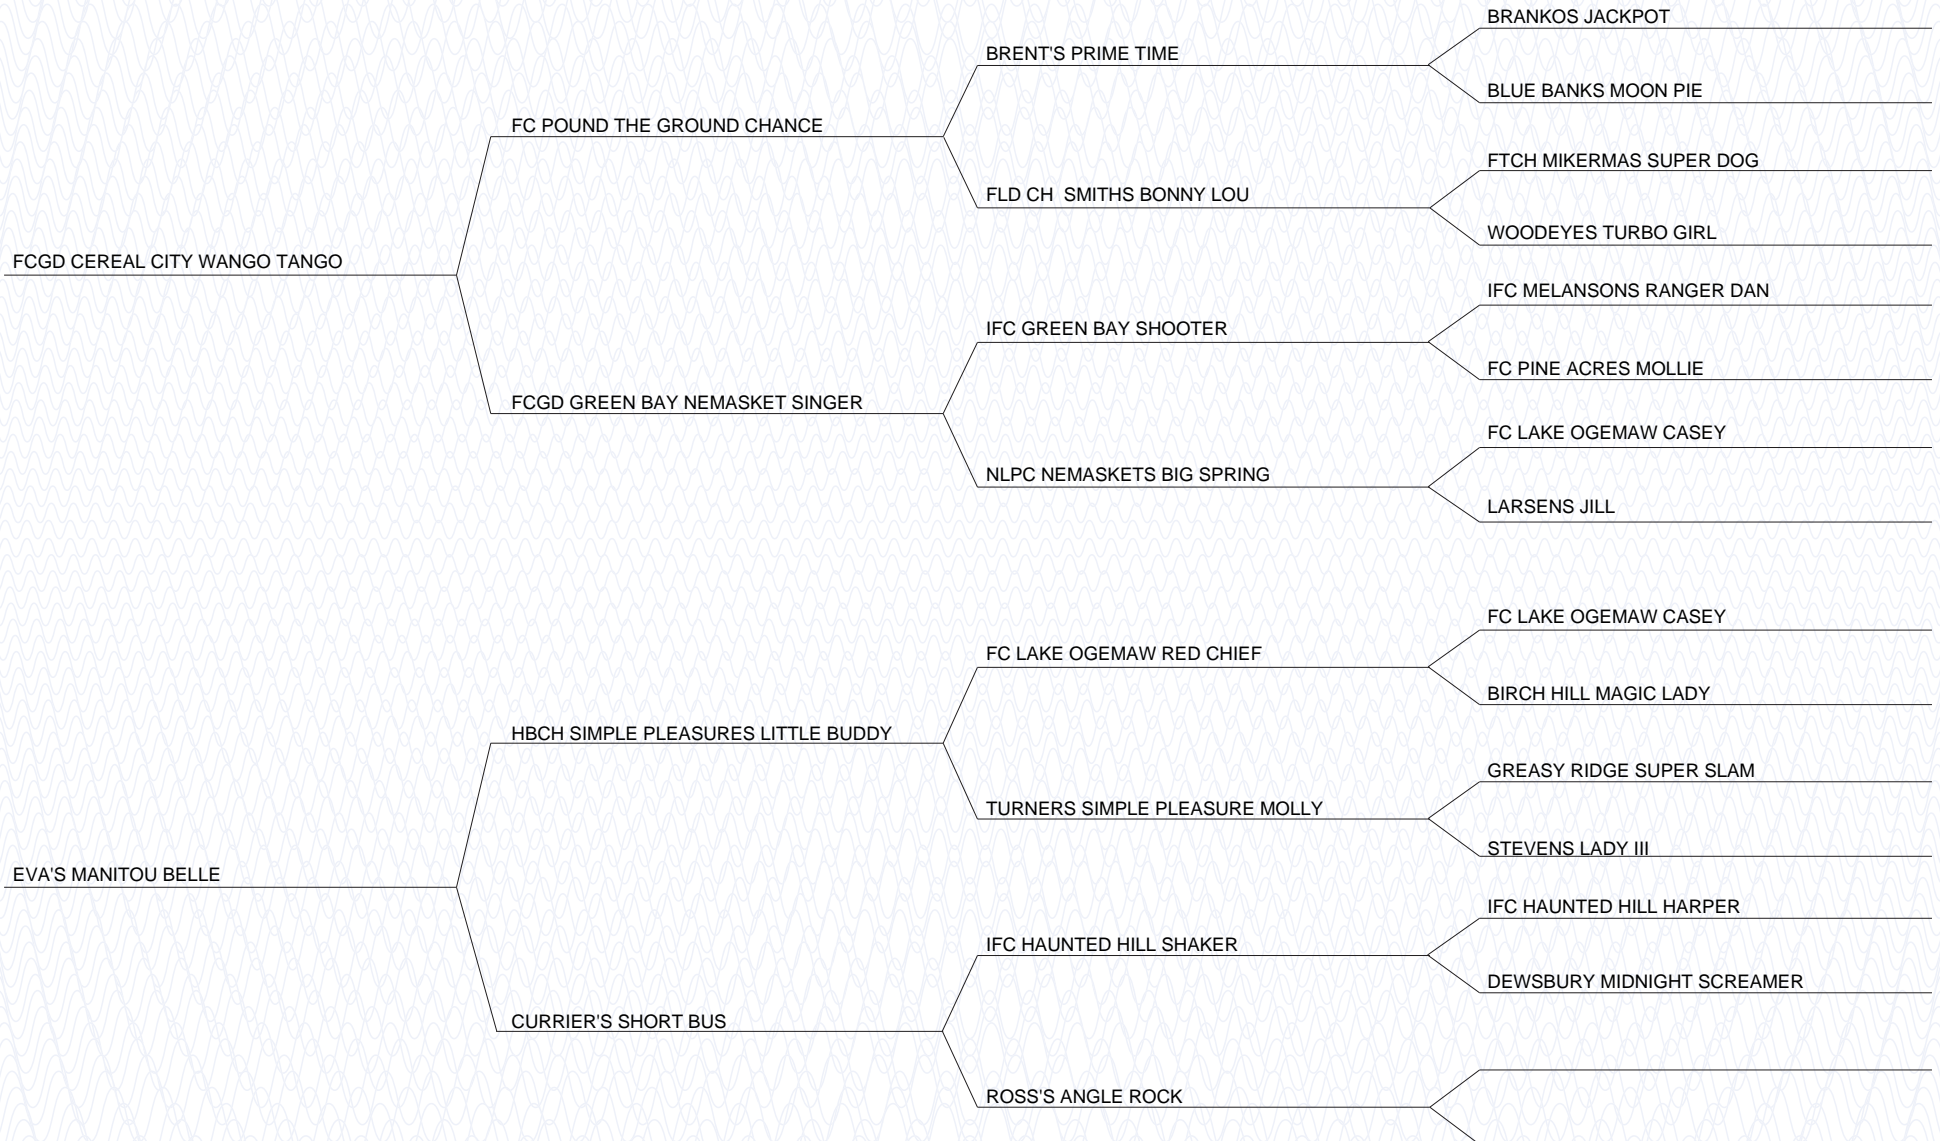 BRANKOS JACKPOT
BRENT'S PRIME TIME
BLUE BANKS MOON PIE
FC POUND THE GROUND CHANCE
FTCH MIKERMAS SUPER DOG
FLD CH  SMITHS BONNY LOU
WOODEYES TURBO GIRL
FCGD CEREAL CITY WANGO TANGO
IFC MELANSONS RANGER DAN
IFC GREEN BAY SHOOTER
FC PINE ACRES MOLLIE
FCGD GREEN BAY NEMASKET SINGER
FC LAKE OGEMAW CASEY
NLPC NEMASKETS BIG SPRING
LARSENS JILL
FC LAKE OGEMAW CASEY
FC LAKE OGEMAW RED CHIEF
BIRCH HILL MAGIC LADY
HBCH SIMPLE PLEASURES LITTLE BUDDY
GREASY RIDGE SUPER SLAM
TURNERS SIMPLE PLEASURE MOLLY
STEVENS LADY III
EVA'S MANITOU BELLE
IFC HAUNTED HILL HARPER
IFC HAUNTED HILL SHAKER
DEWSBURY MIDNIGHT SCREAMER
CURRIER'S SHORT BUS
ROSS'S ANGLE ROCK